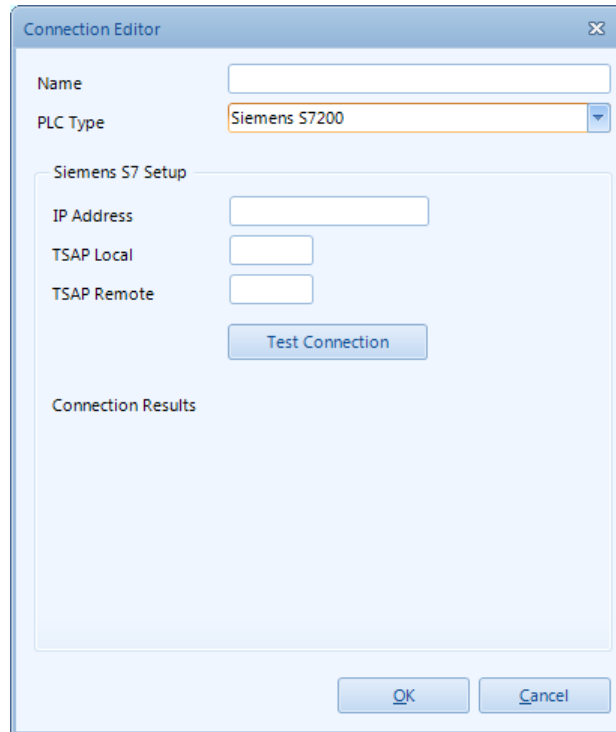 Connection Editor
Name
PLC Type Siemens S7200
Siemens S7 Setup
IP Address
TSAP Local
TSAP Remote
Test Connection
Connection Results
OK Cancel